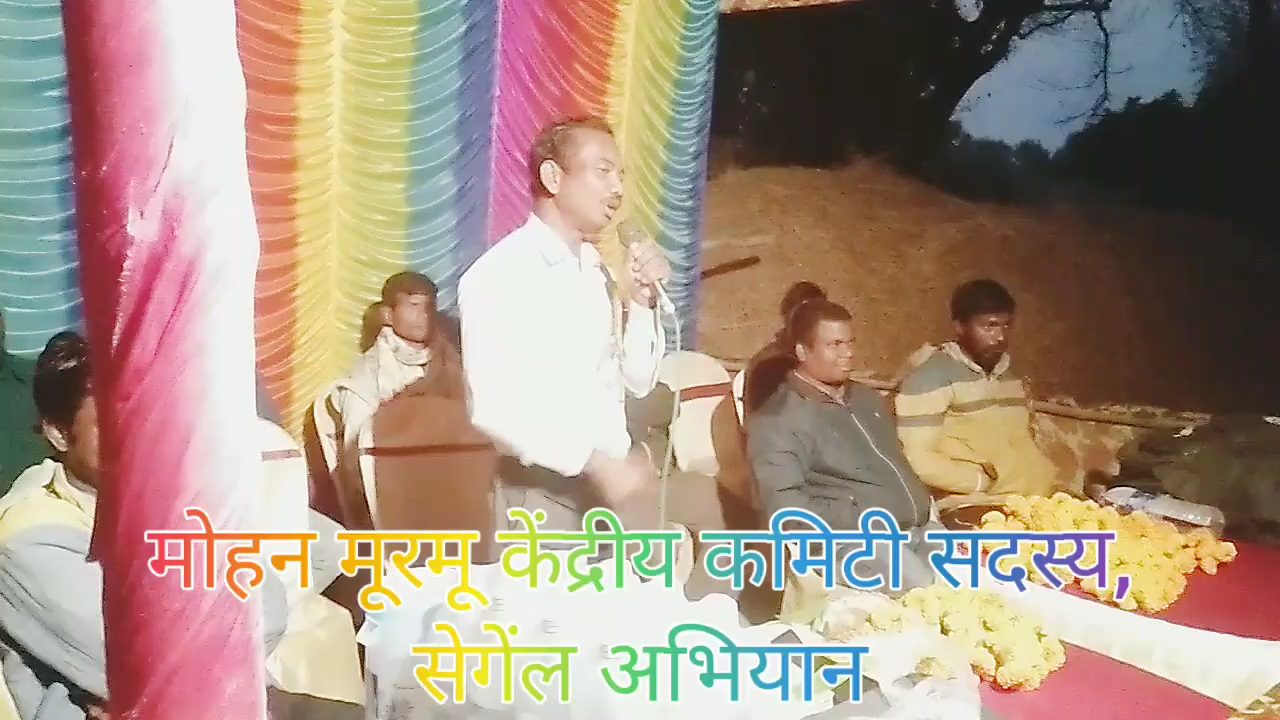 मोहन मूरमू केंद्रीय कमिटी सदस्य,
सेगेंल अभियान